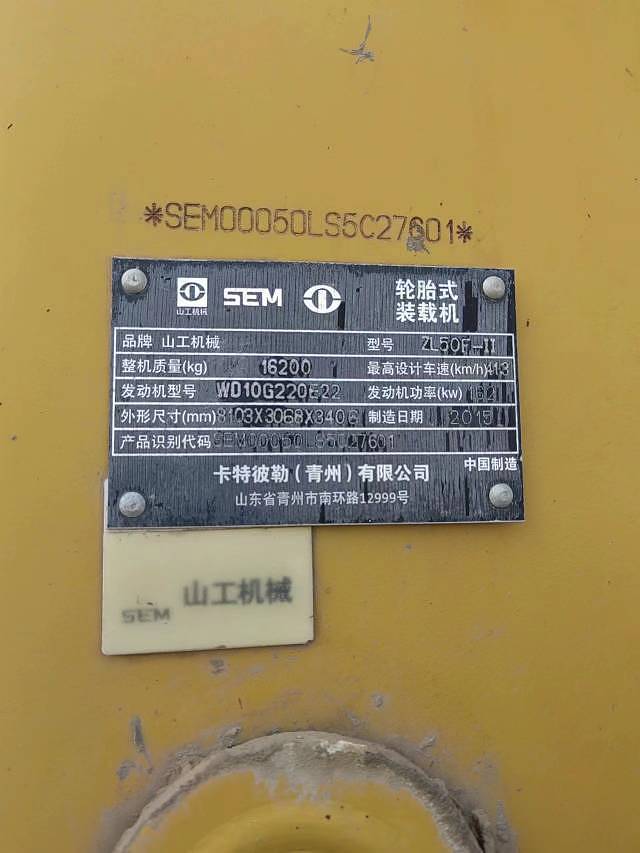 *SEM00050LS5C27601*
山工机械 SEM
轮胎式
装载机
品牌 山工机械 型号 ZL50F-II
整机质量(kg) 16200 最高设计车速(km/h)
发动机型号 WD10G220E22 发动机功率(kw) 162
外形尺寸(mm) 8103X3068X3406 制造日期 2015
产品识别代码 SEM00050LS5C27601
卡特彼勒(青州)有限公司 中国制造
山东省青州市南环路12999号
SEM 山工机械